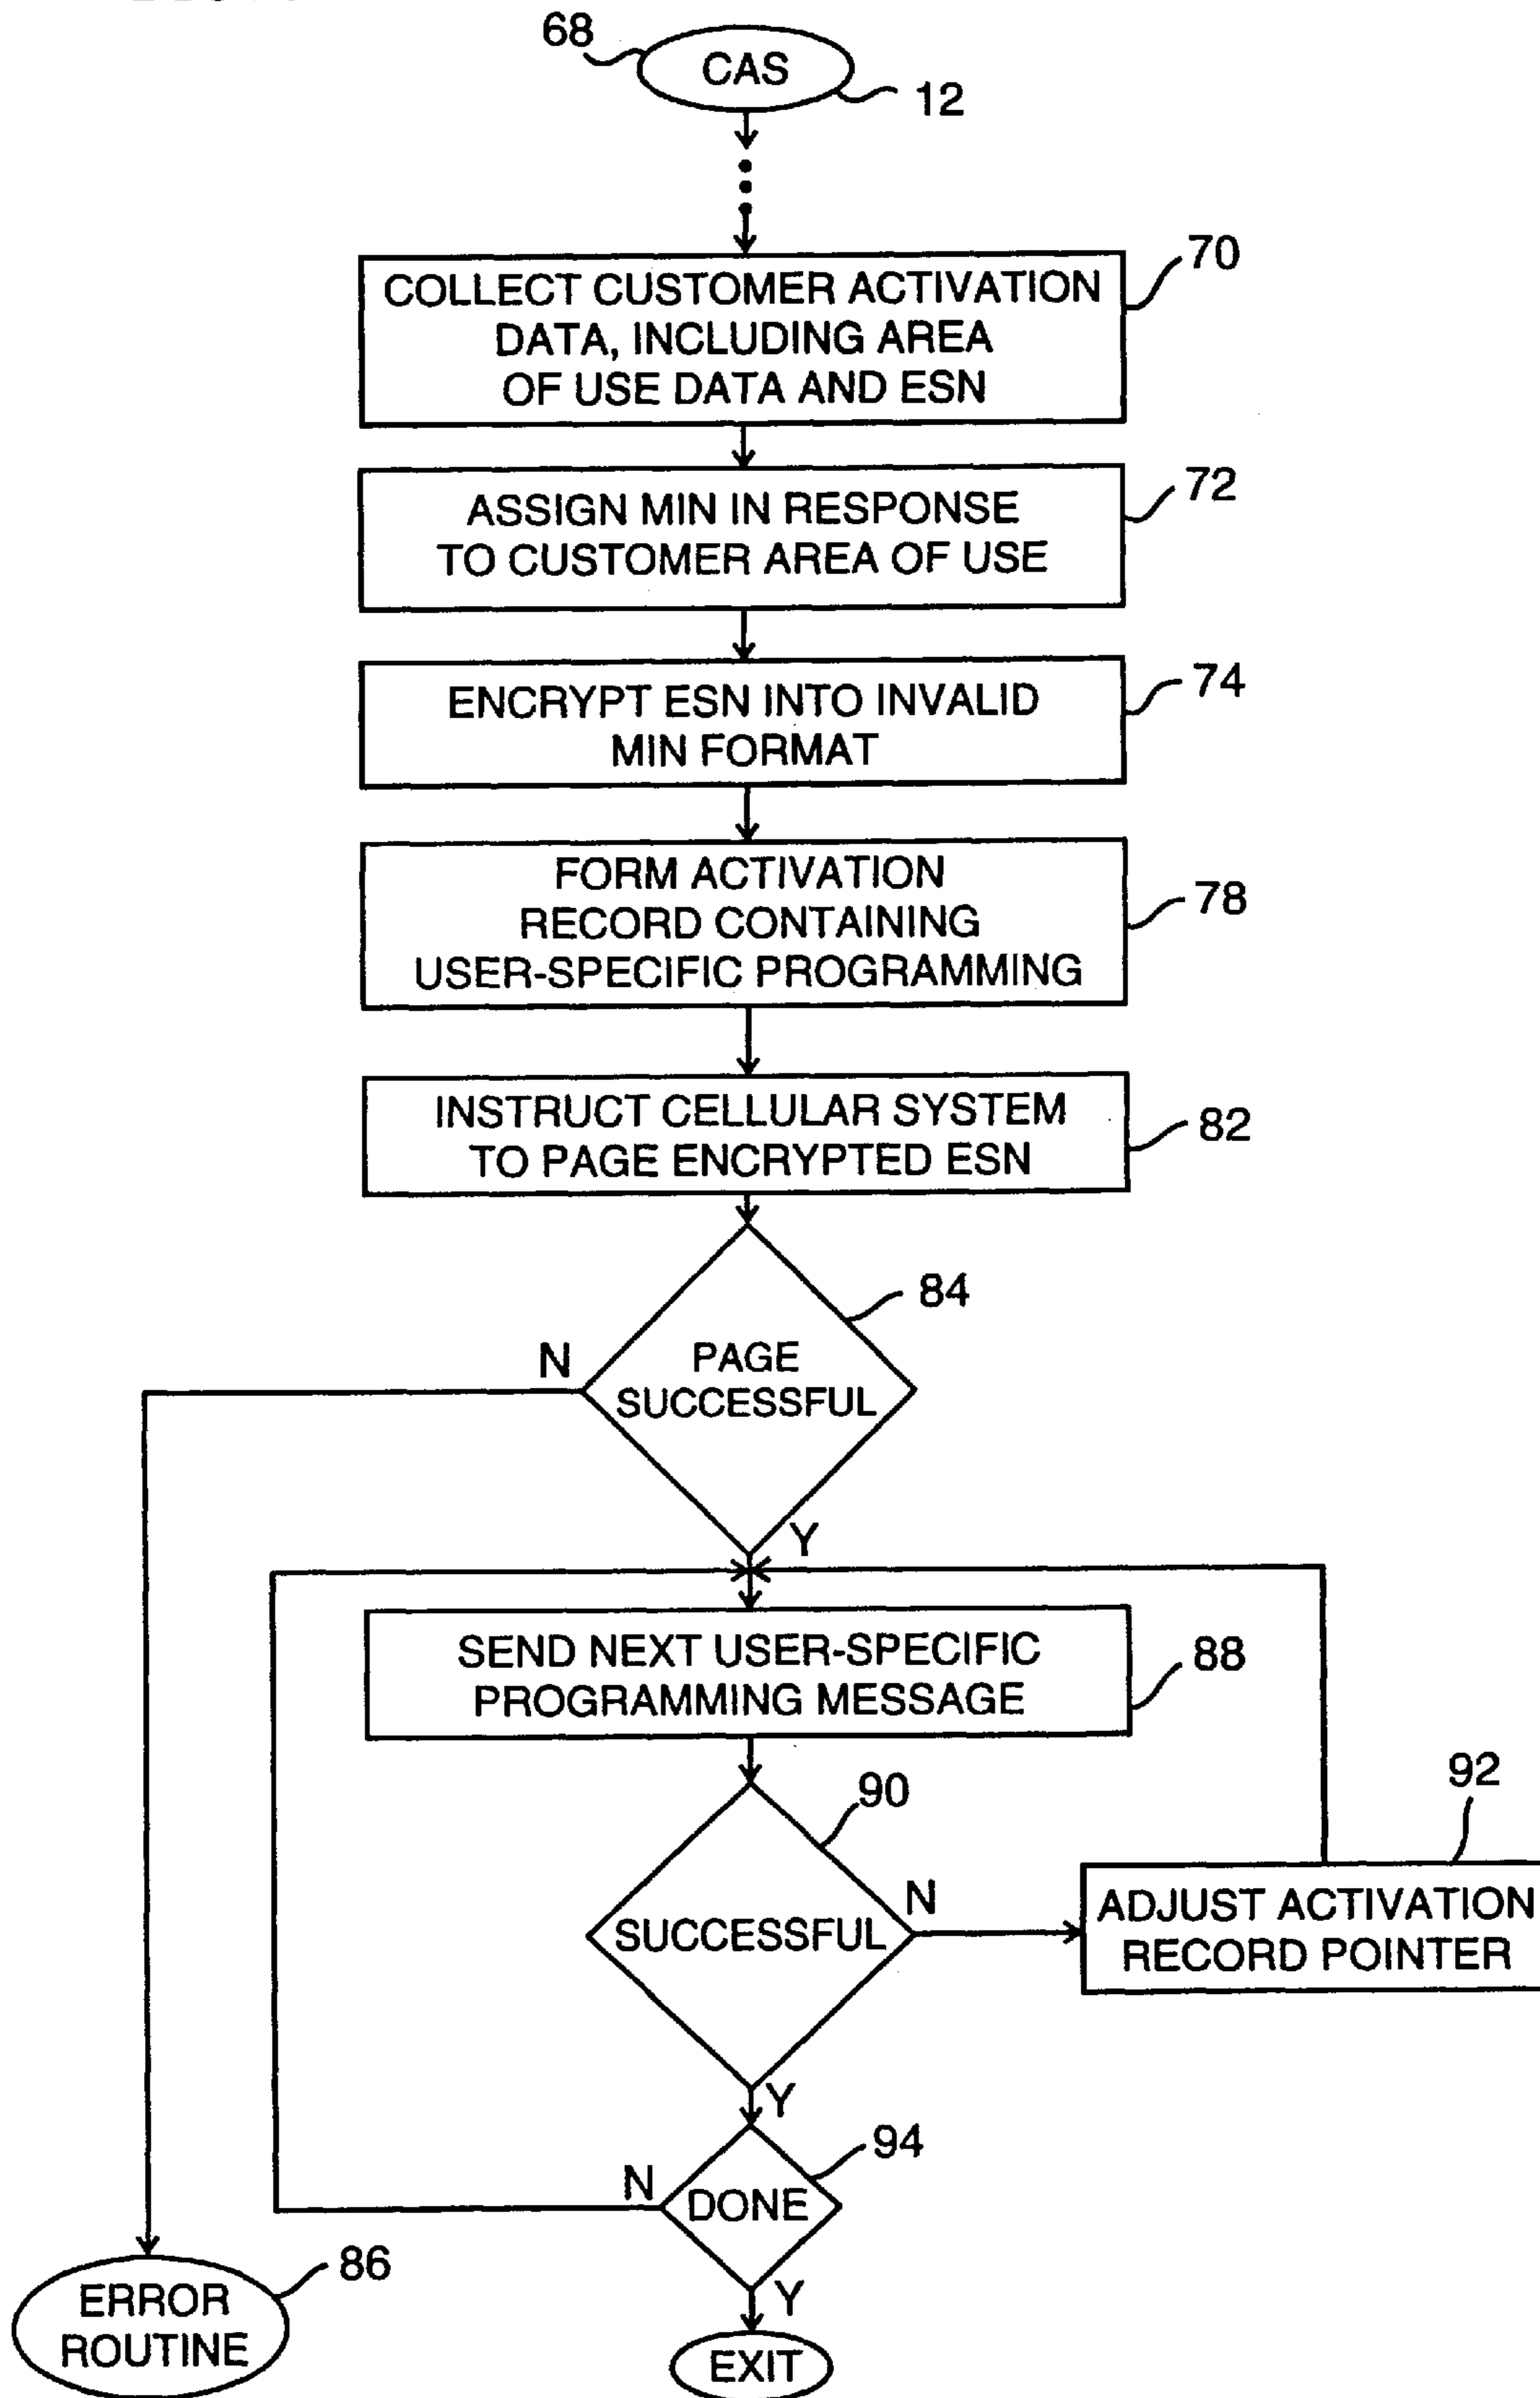 68
CAS
12
COLLECT CUSTOMER ACTIVATION
DATA, INCLUDING AREA
OF USE DATA AND ESN
70
ASSIGN MIN IN RESPONSE
TO CUSTOMER AREA OF USE
72
ENCRYPT ESN INTO INVALID
MIN FORMAT
74
FORM ACTIVATION
RECORD CONTAINING
USER-SPECIFIC PROGRAMMING
78
INSTRUCT CELLULAR SYSTEM
TO PAGE ENCRYPTED ESN
82
84
N
PAGE
SUCCESSFUL
Y
SEND NEXT USER-SPECIFIC
PROGRAMMING MESSAGE
88
90
92
SUCCESSFUL
N
ADJUST ACTIVATION
RECORD POINTER
Y
94
N
DONE
Y
86
ERROR
ROUTINE
EXIT